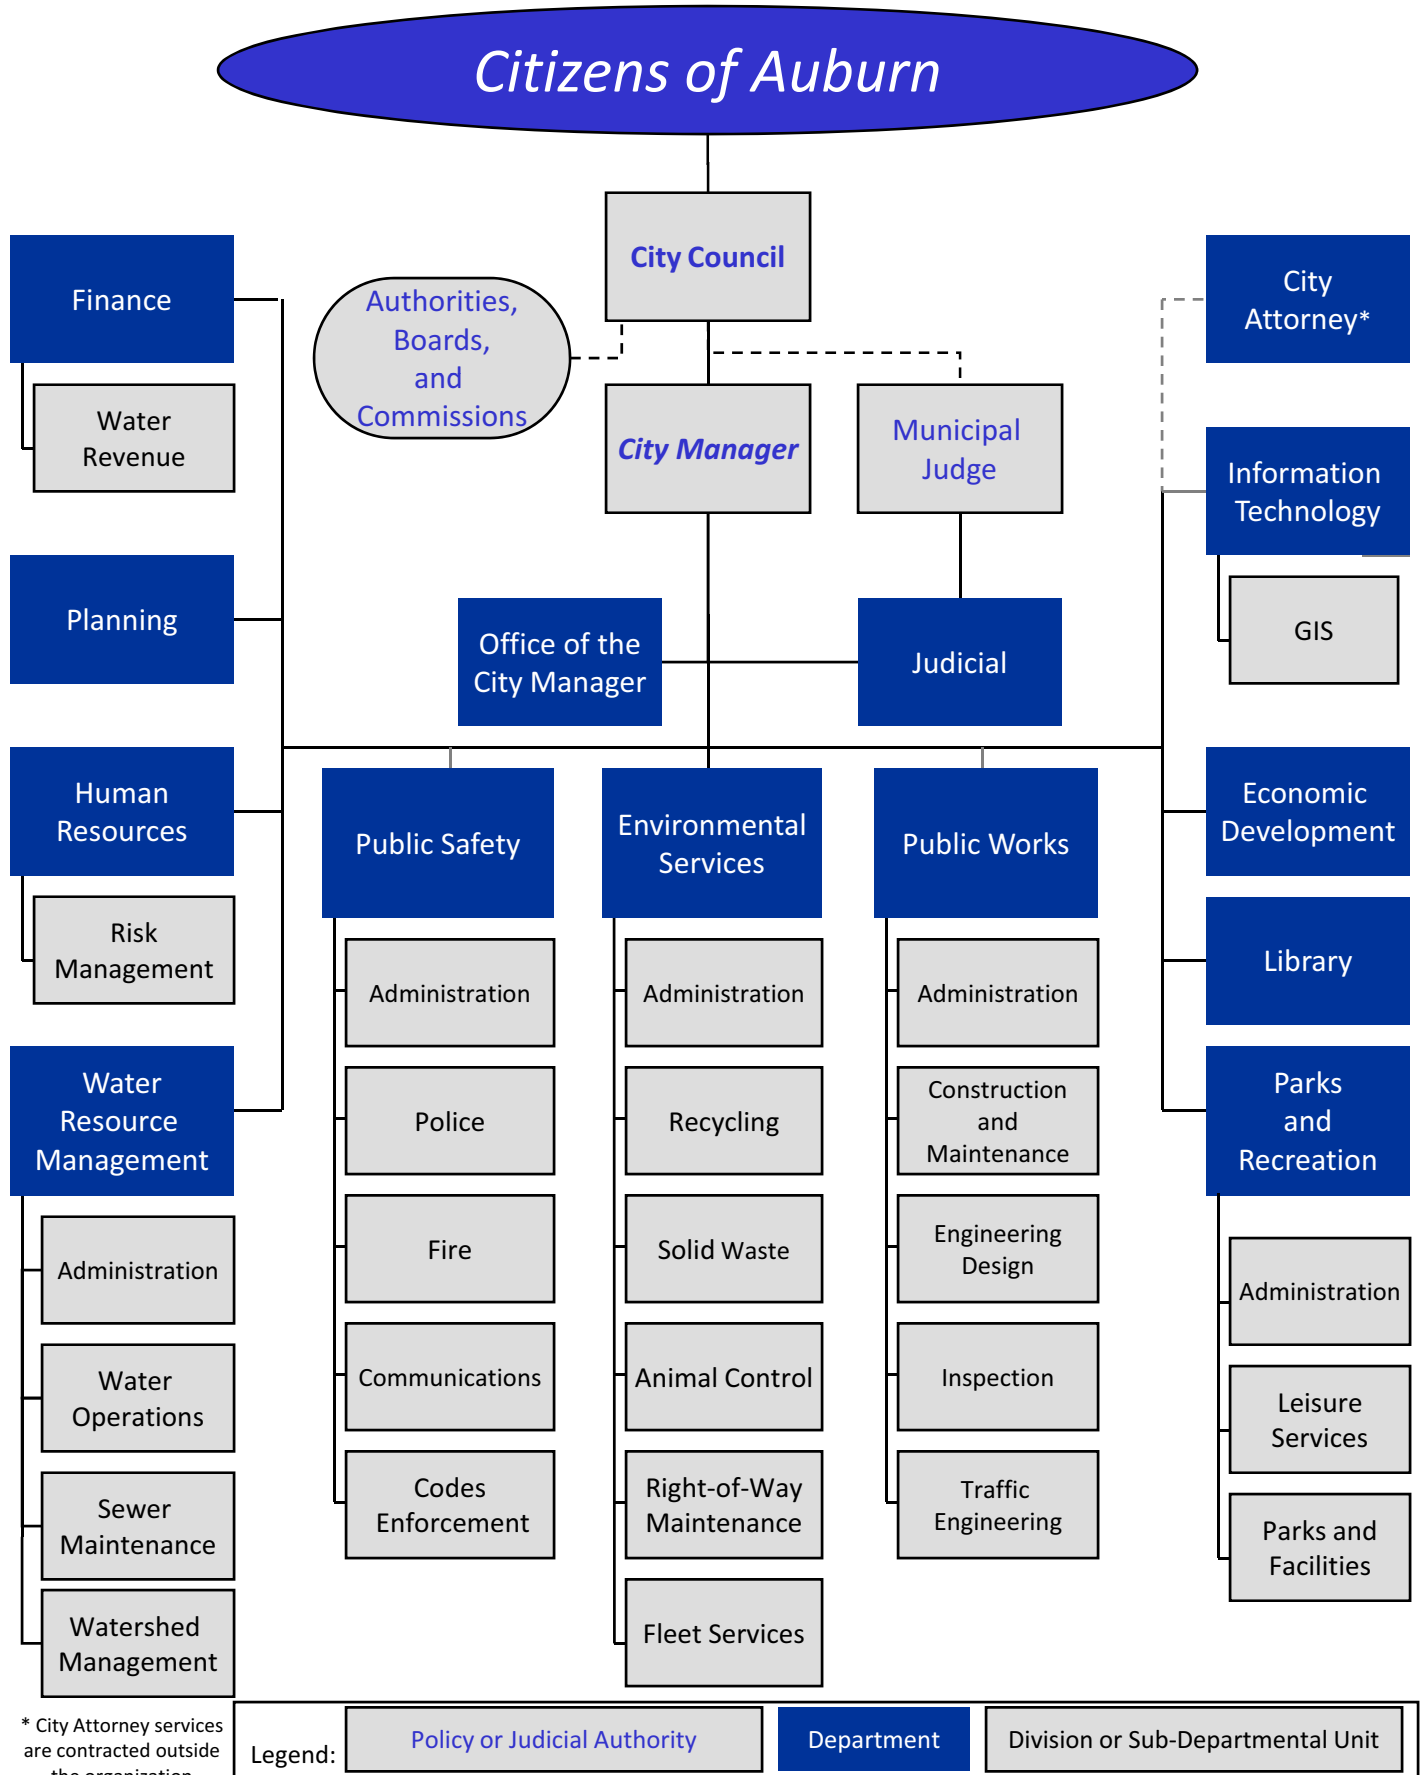 Citizens of Auburn
City Council
Authorities,
Boards,
and
Commissions
City Manager
Municipal
Judge
Office of the
City Manager
Judicial
Finance
Water
Revenue
Planning
Human
Resources
Risk
Management
Water
Resource
Management
Administration
Water
Operations
Sewer
Maintenance
Watershed
Management
Public Safety
Administration
Police
Fire
Communications
Codes
Enforcement
Environmental
Services
Administration
Recycling
Solid Waste
Animal Control
Right-of-Way
Maintenance
Fleet Services
Public Works
Administration
Construction
and
Maintenance
Engineering
Design
Inspection
Traffic
Engineering
City
Attorney*
Information
Technology
GIS
Economic
Development
Library
Parks
and
Recreation
Administration
Leisure
Services
Parks and
Facilities
* City Attorney services
are contracted outside
the organization
Legend:
Policy or Judicial Authority
Department
Division or Sub-Departmental Unit